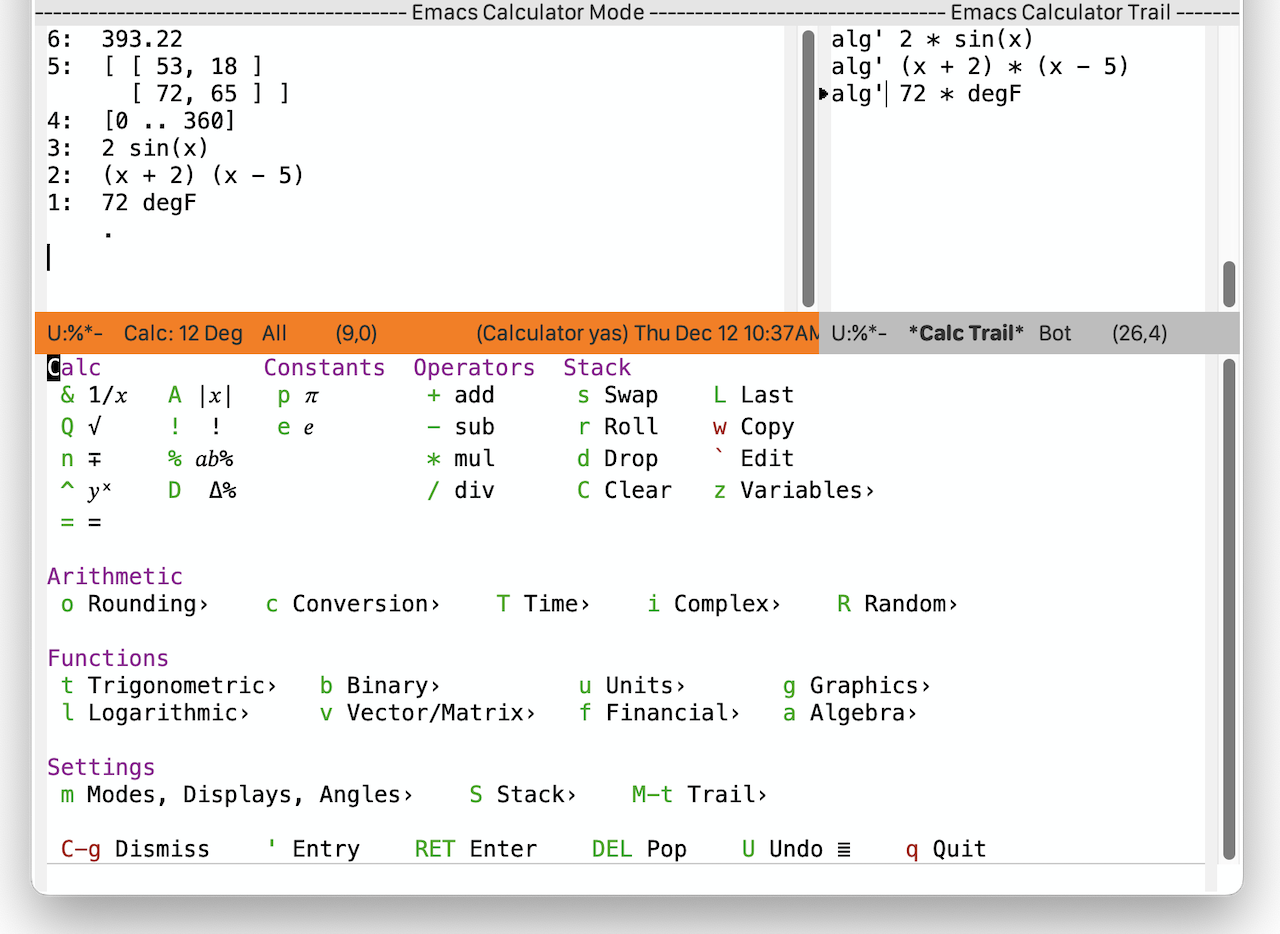 Emacs Calculator Mode
6:  393.22
5:  [ [ 53, 18 ]
      [ 72, 65 ] ]
4:  [0 .. 360]
3:  2 sin(x)
2:  (x + 2) (x − 5)
1:  72 degF
    .
U:%*-  Calc: 12 Deg  All  (9,0)  (Calculator yas) Thu Dec 12 10:37AM
Emacs Calculator Trail
alg' 2 * sin(x)
alg' (x + 2) * (x − 5)
alg' 72 * degF
U:%*-  *Calc Trail*  Bot  (26,4)
Calc  Constants  Operators  Stack
& 1/x  A |x|  p π  + add  s Swap  L Last
Q √  ! !  e e  − sub  r Roll  w Copy
n ∓  % ab%  * mul  d Drop  ` Edit
^ yˣ  D Δ%  / div  C Clear  z Variables›
= =
Arithmetic
o Rounding›  c Conversion›  T Time›  i Complex›  R Random›
Functions
t Trigonometric›  b Binary›  u Units›  g Graphics›
l Logarithmic›  v Vector/Matrix›  f Financial›  a Algebra›
Settings
m Modes, Displays, Angles›  S Stack›  M−t Trail›
C−g Dismiss  ' Entry  RET Enter  DEL Pop  U Undo ≣  q Quit